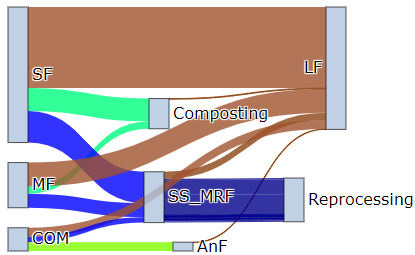 SF
LF
Composting
MF
SS_MRF
Reprocessing
COM
AnF